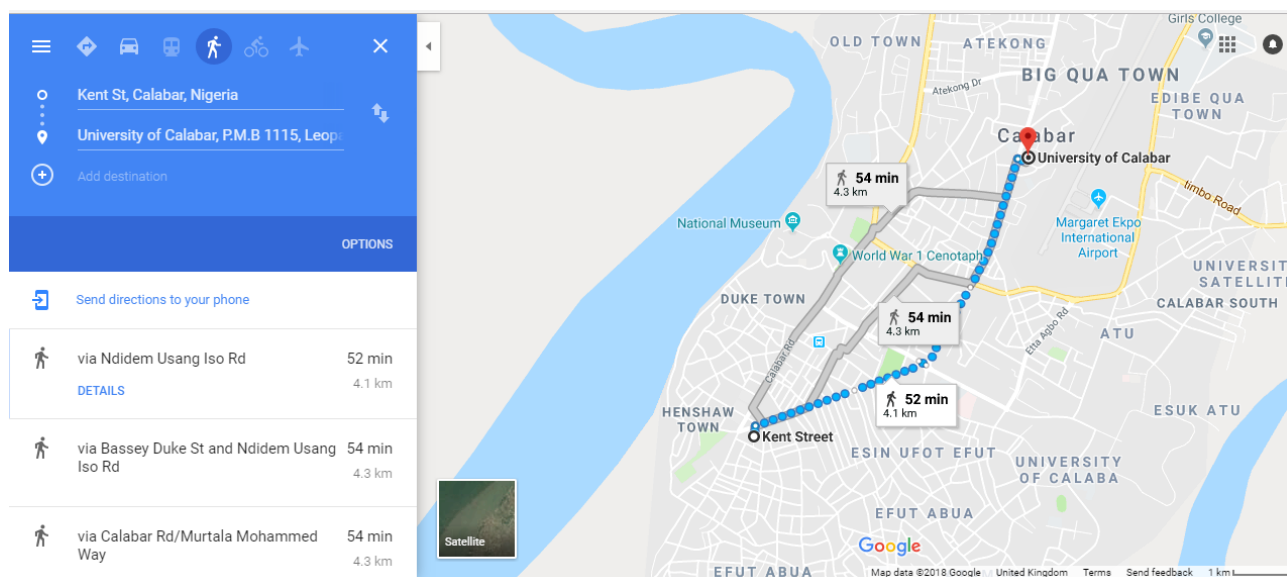 Kent St, Calabar, Nigeria
University of Calabar, P.M.B 1115, Leop
Add destination
OPTIONS
Send directions to your phone
via Ndidem Usang Iso Rd 52 min
DETAILS 4.1 km
via Bassey Duke St and Ndidem Usang 54 min
Iso Rd 4.3 km
via Calabar Rd/Murtala Mohammed 54 min
Way 4.3 km
Girls College
OLD TOWN
ATEKONG
BIG QUA TOWN
Atekong Dr
EDIBE QUA
TOWN
Calabar
University of Calabar
54 min
4.3 km
timbo Road
National Museum
Margaret Ekpo
International
Airport
World War 1 Cenotaph
UNIVERSIT
SATELLITE
CALABAR SOUTH
DUKE TOWN
54 min
4.3 km
Etta Agbo Rd
ATU
Calabar Rd
52 min
4.1 km
HENSHAW
TOWN
Kent Street
ESUK ATU
ESIN UFOT EFUT
UNIVERSITY
OF CALABA
EFUT ABUA
Satellite
Google
EFUT ABUA
Map data ©2018 Google United Kingdom Terms Send feedback 1 km